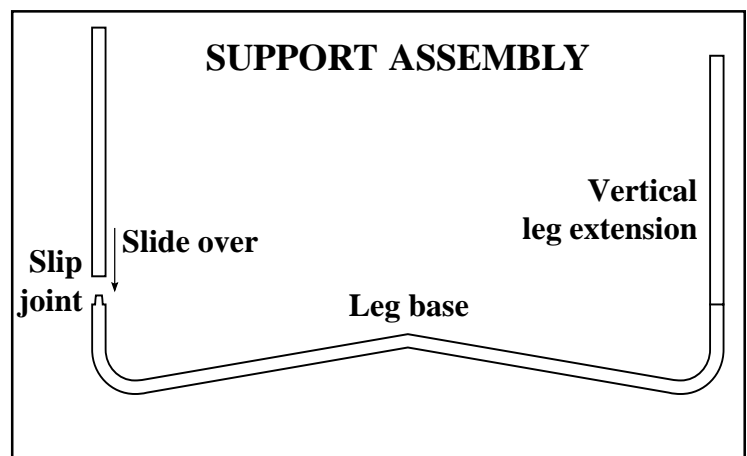 SUPPORT ASSEMBLY
Vertical
leg extension
Slide over
Slip
joint
Leg base